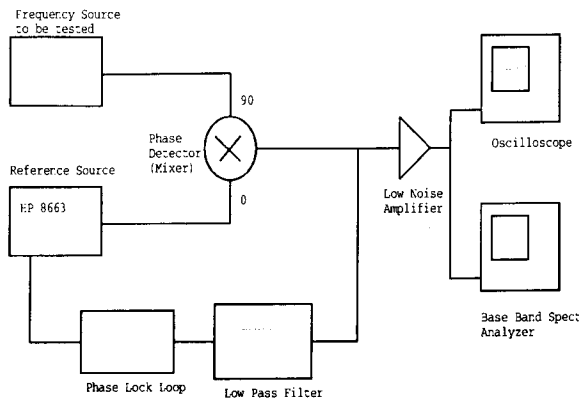 Frequency Source
to be tested
90
Phase
Detector
(Mixer)
Oscilloscope
Reference Source
HP 8663
0
Low Noise
Amplifier
Base Band Spect
Analyzer
Phase Lock Loop
Low Pass Filter